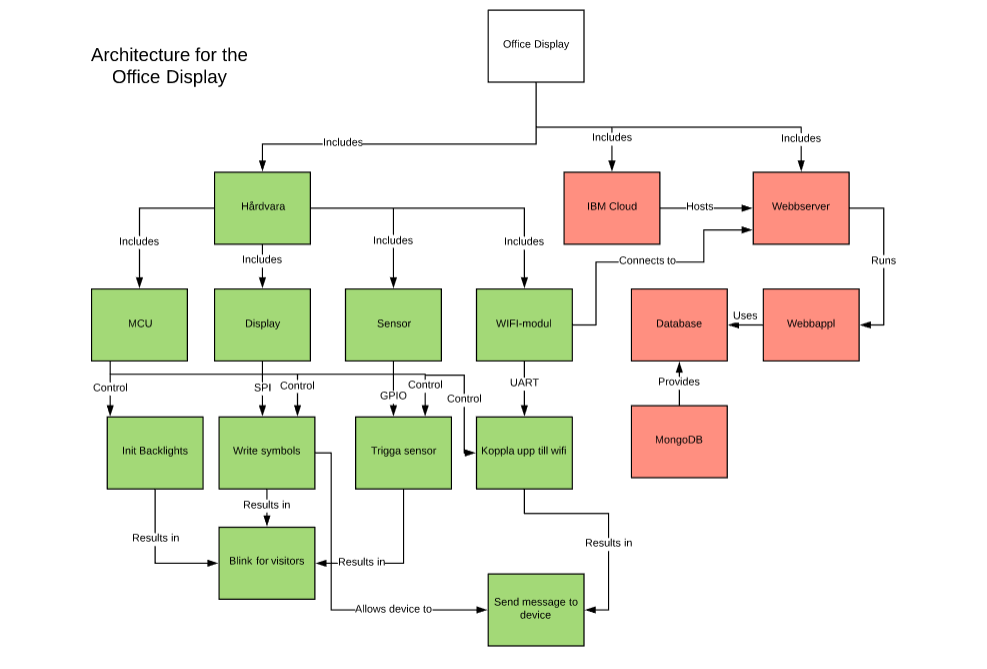 Architecture for the
Office Display
Office Display
Includes
Includes
Includes
Hårdvara
IBM Cloud
Hosts
Webbserver
Includes
Includes
Includes
Includes
Connects to
Runs
MCU
Display
Sensor
WIFI-modul
Database
Uses
Webbappl
Control
SPI
Control
GPIO
Control
Control
UART
Provides
Init Backlights
Write symbols
Trigga sensor
Koppla upp till wifi
MongoDB
Results in
Results in
Results in
Blink for visitors
Results in
Allows device to
Send message to
device